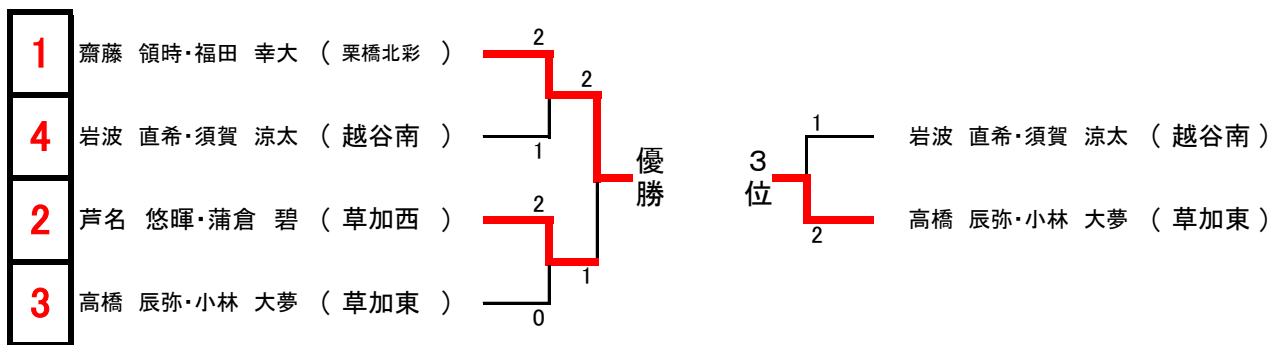 1 齋藤 領時・福田 幸大 ( 栗橋北彩 ) 2
2
4 岩波 直希・須賀 涼太 ( 越谷南 ) 1
優勝
2 芦名 悠暉・蒲倉 碧 ( 草加西 ) 2
1
3 高橋 辰弥・小林 大夢 ( 草加東 ) 0
3位
1 岩波 直希・須賀 涼太 ( 越谷南 )
2 高橋 辰弥・小林 大夢 ( 草加東 )